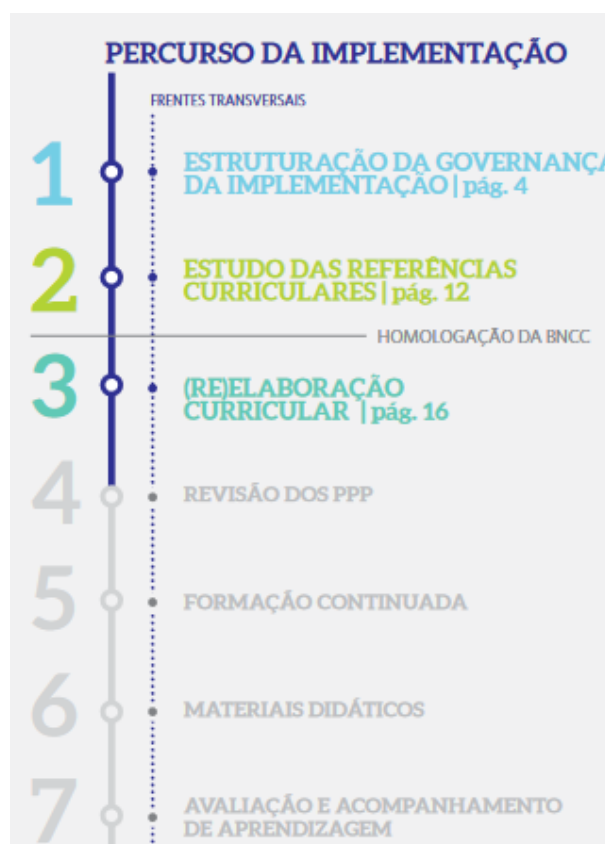 PERCURSO DA IMPLEMENTAÇÃO
FRENTES TRANSVERSAIS
1
ESTRUTURAÇÃO DA GOVERNANÇA
DA IMPLEMENTAÇÃO | pág. 4
2
ESTUDO DAS REFERÊNCIAS
CURRICULARES | pág. 12
HOMOLOGAÇÃO DA BNCC
3
(RE)ELABORAÇÃO
CURRICULAR | pág. 16
4
REVISÃO DOS PPP
5
FORMAÇÃO CONTINUADA
6
MATERIAIS DIDÁTICOS
7
AVALIAÇÃO E ACOMPANHAMENTO
DE APRENDIZAGEM